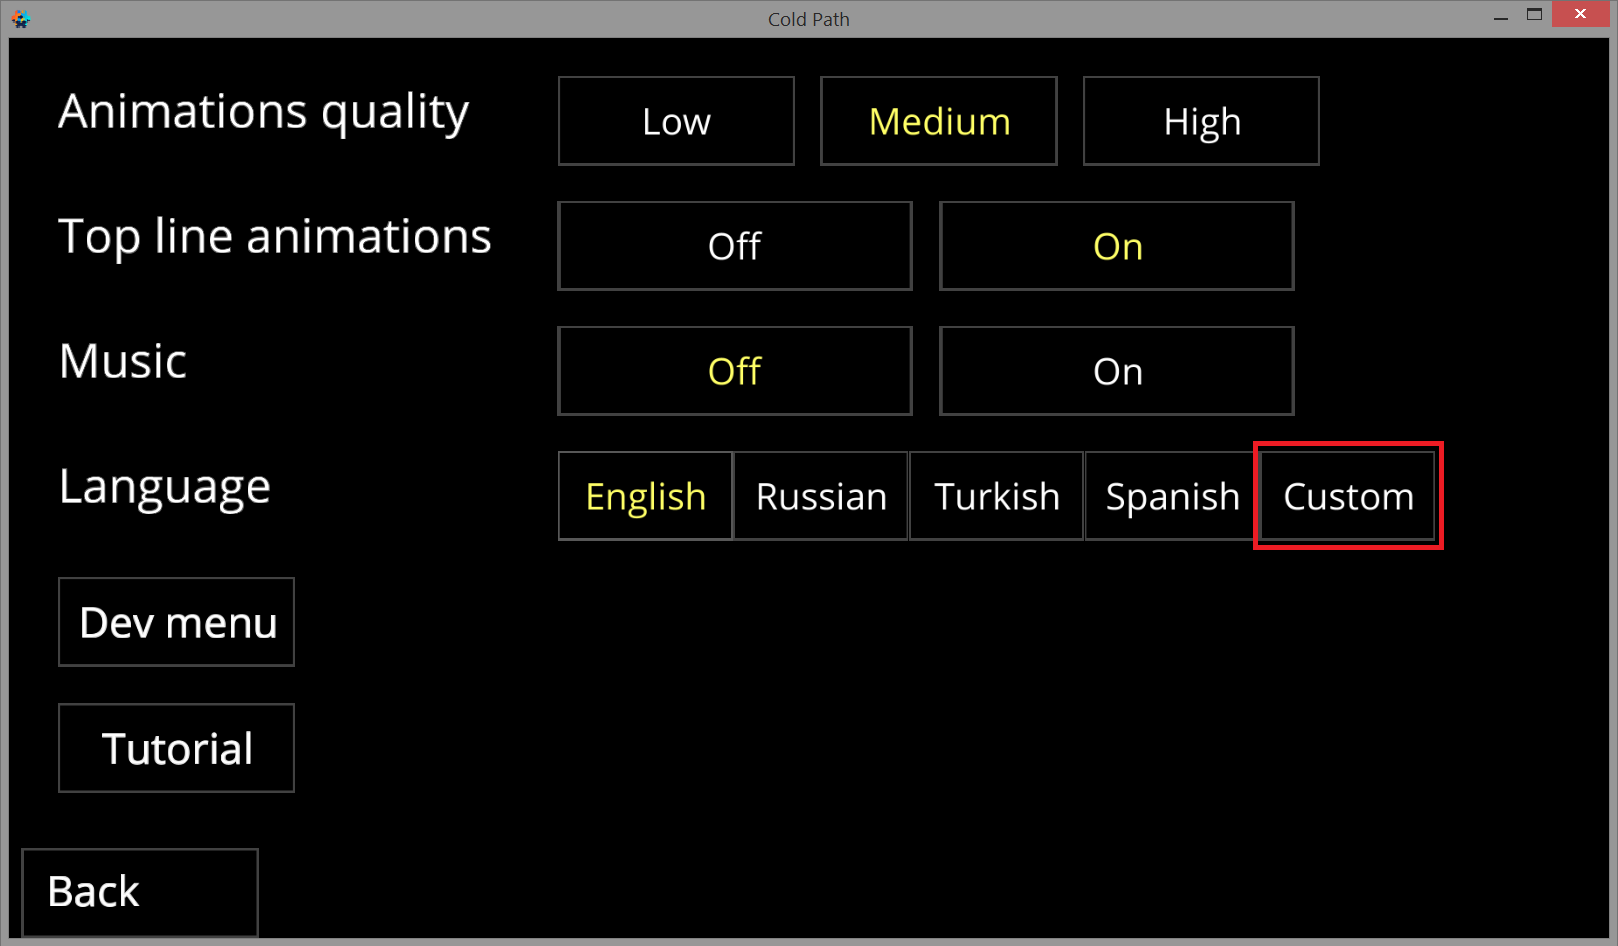 Cold Path
Animations quality Low Medium High
Top line animations Off On
Music Off On
Language English Russian Turkish Spanish Custom
Dev menu
Tutorial
Back